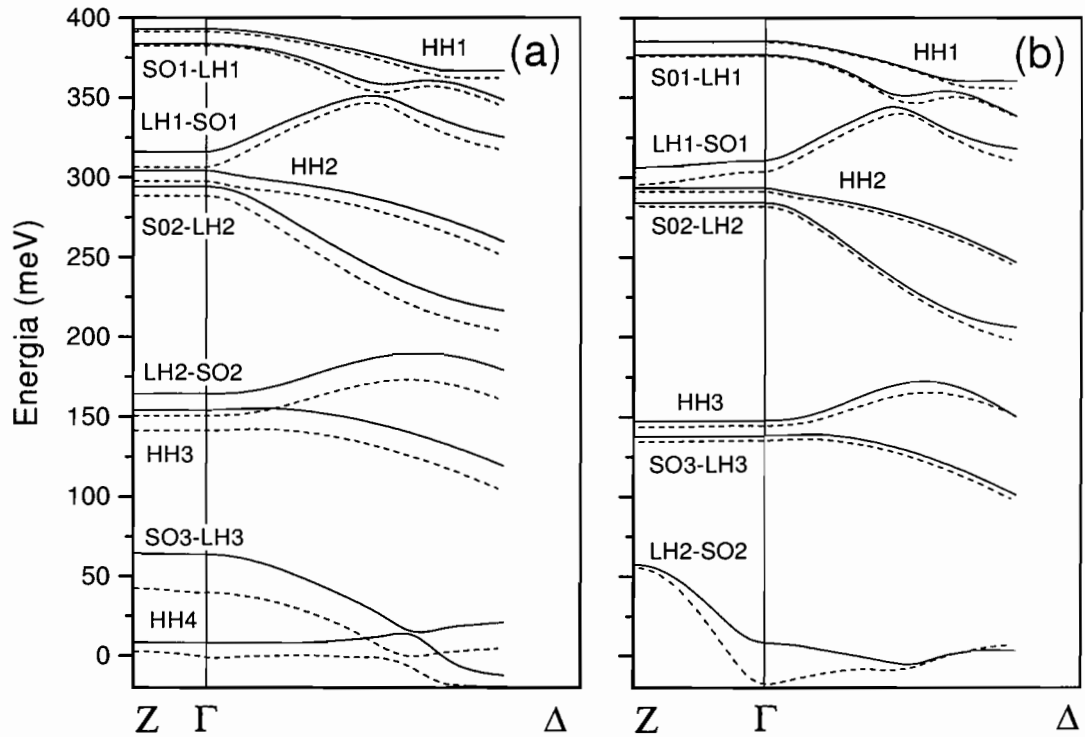 400
350
300
250
200
150
100
50
0
Energia (meV)
(a)
HH1
SO1-LH1
LH1-SO1
HH2
S02-LH2
LH2-SO2
HH3
SO3-LH3
HH4
Z Γ Δ
(b)
HH1
S01-LH1
LH1-SO1
HH2
S02-LH2
HH3
SO3-LH3
LH2-SO2
Z Γ Δ